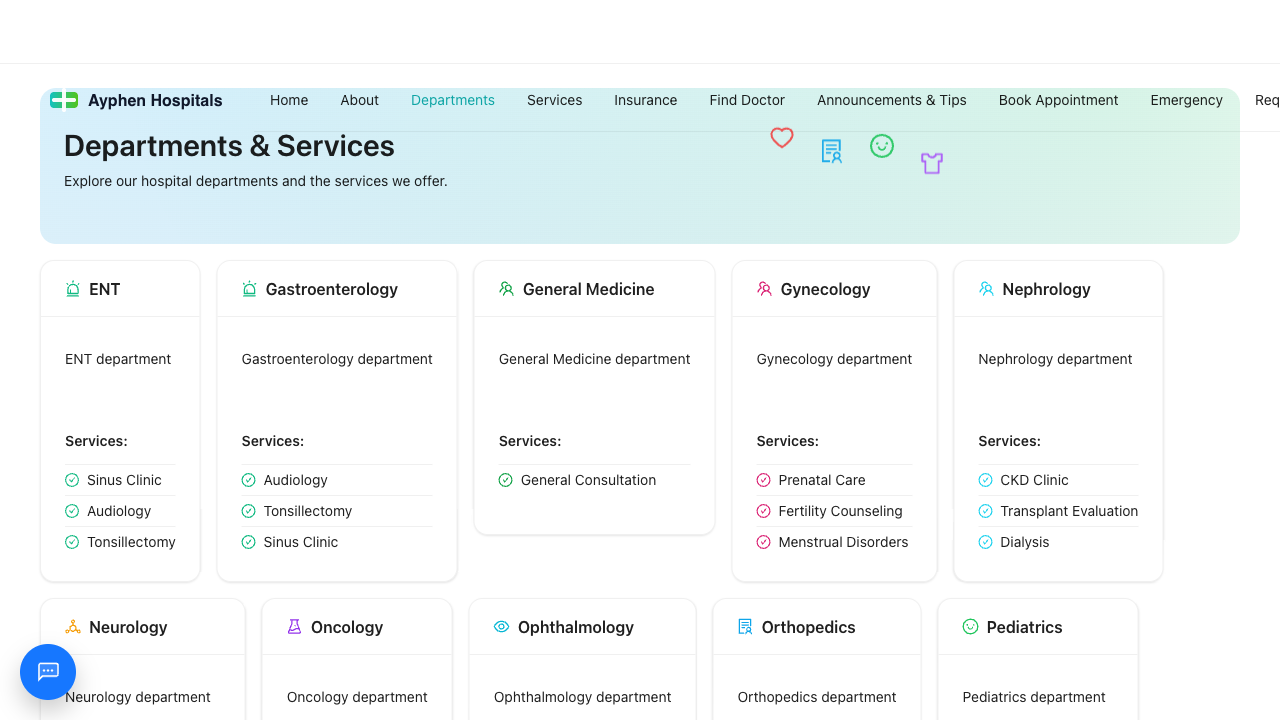 Ayphen Hospitals Home About Departments Services Insurance Find Doctor Announcements & Tips Book Appointment Emergency Req
Departments & Services
Explore our hospital departments and the services we offer.
ENT
ENT department
Services:
Sinus Clinic
Audiology
Tonsillectomy
Gastroenterology
Gastroenterology department
Services:
Audiology
Tonsillectomy
Sinus Clinic
General Medicine
General Medicine department
Services:
General Consultation
Gynecology
Gynecology department
Services:
Prenatal Care
Fertility Counseling
Menstrual Disorders
Nephrology
Nephrology department
Services:
CKD Clinic
Transplant Evaluation
Dialysis
Neurology
Neurology department
Oncology
Oncology department
Ophthalmology
Ophthalmology department
Orthopedics
Orthopedics department
Pediatrics
Pediatrics department